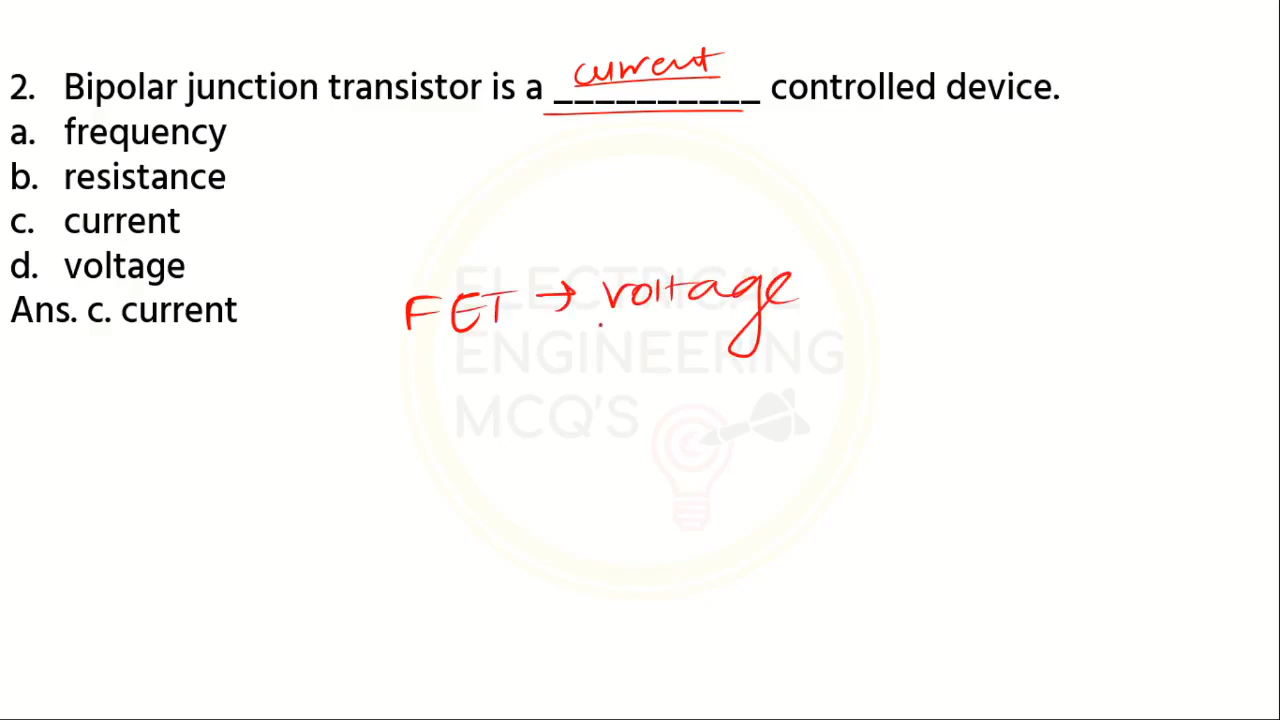 current
2. Bipolar junction transistor is a __________ controlled device.
a. frequency
b. resistance
c. current
d. voltage
Ans. c. current
FET → voltage
ELECTRICAL
ENGINEERING
MCQ'S